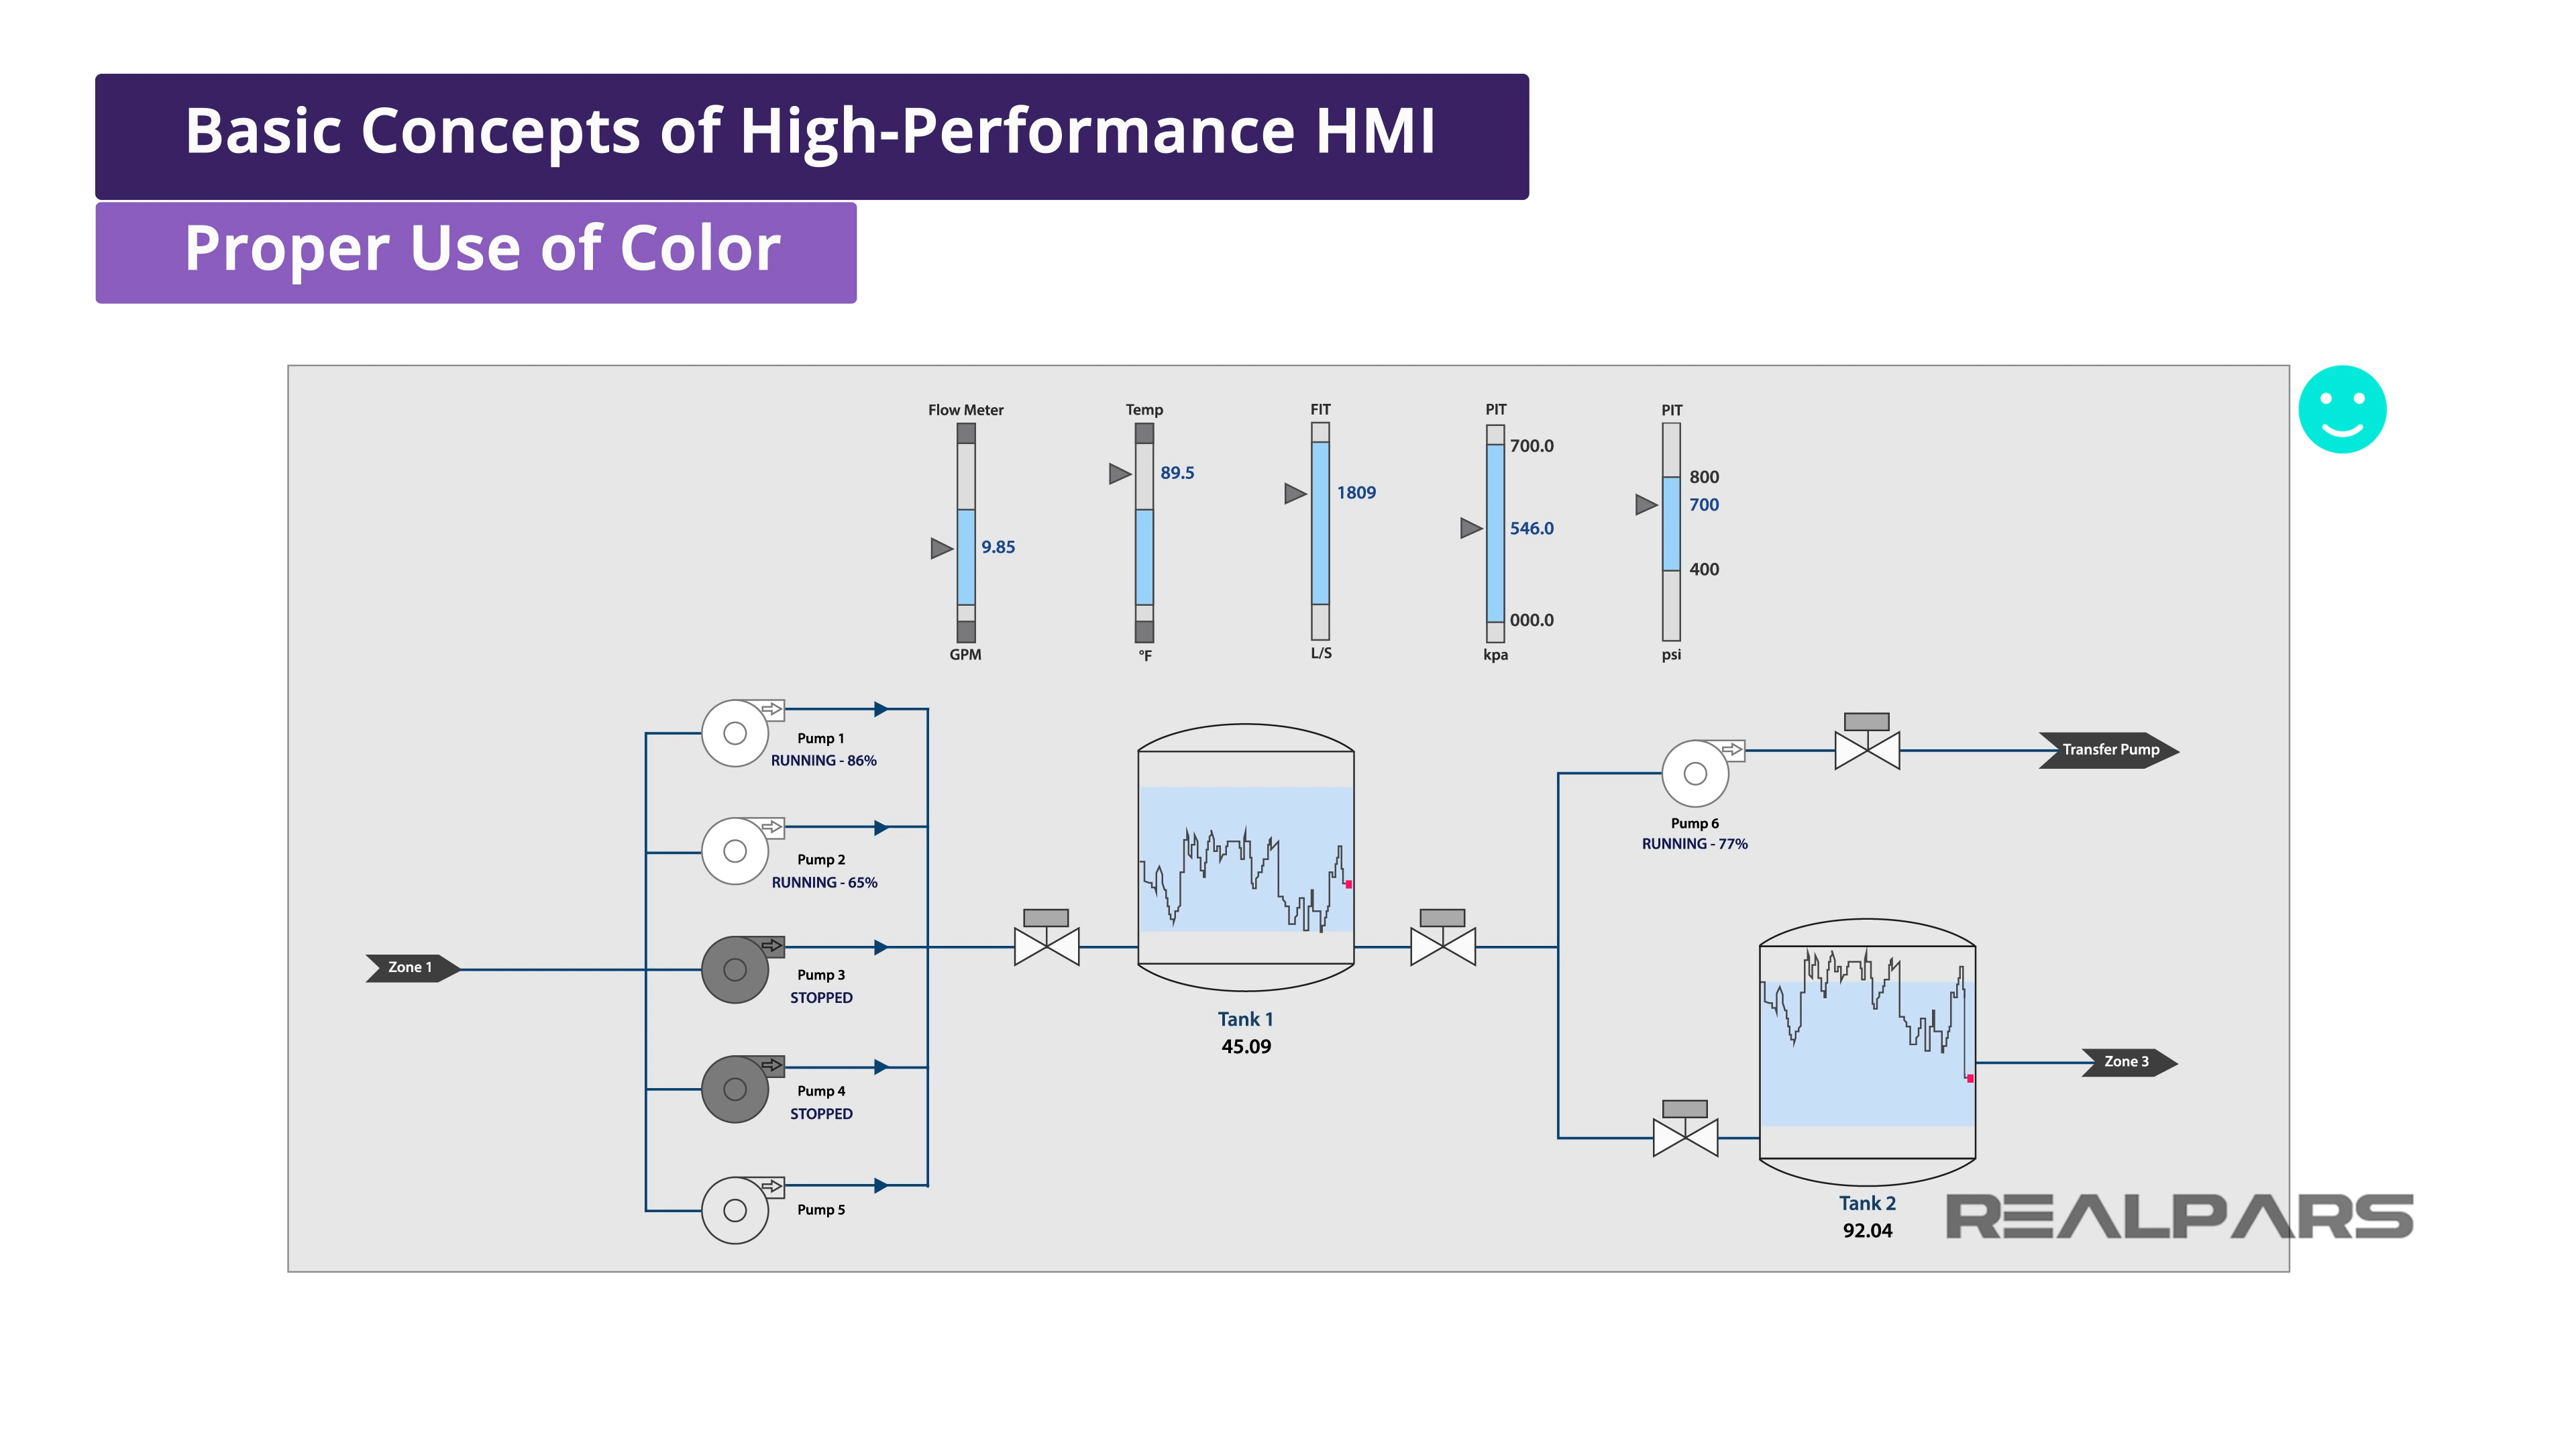 Basic Concepts of High-Performance HMI
Proper Use of Color
Flow Meter
9.85
GPM
Temp
89.5
°F
FIT
1809
L/S
PIT
700.0
546.0
000.0
kpa
PIT
800
700
400
psi
Zone 1
Pump 1
RUNNING - 86%
Pump 2
RUNNING - 65%
Pump 3
STOPPED
Pump 4
STOPPED
Pump 5
Tank 1
45.09
Pump 6
RUNNING - 77%
Transfer Pump
Zone 3
Tank 2
92.04
REALPARS